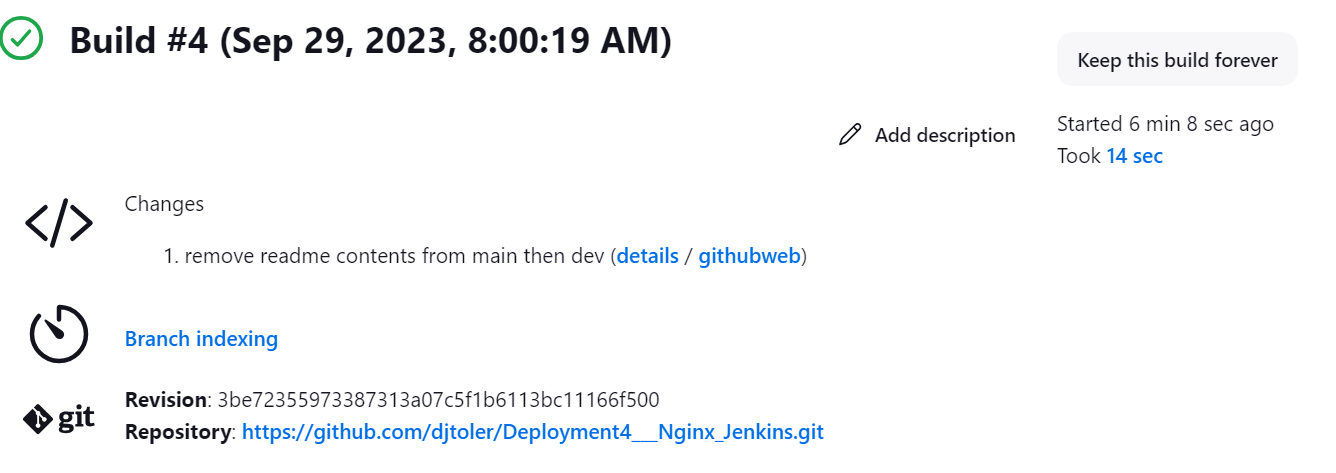 Build #4 (Sep 29, 2023, 8:00:19 AM)
Keep this build forever
Add description
Started 6 min 8 sec ago
Took 14 sec
Changes
1. remove readme contents from main then dev (details / githubweb)
Branch indexing
git
Revision: 3be72355973387313a07c5f1b6113bc11166f500
Repository: https://github.com/djtoler/Deployment4___Nginx_Jenkins.git